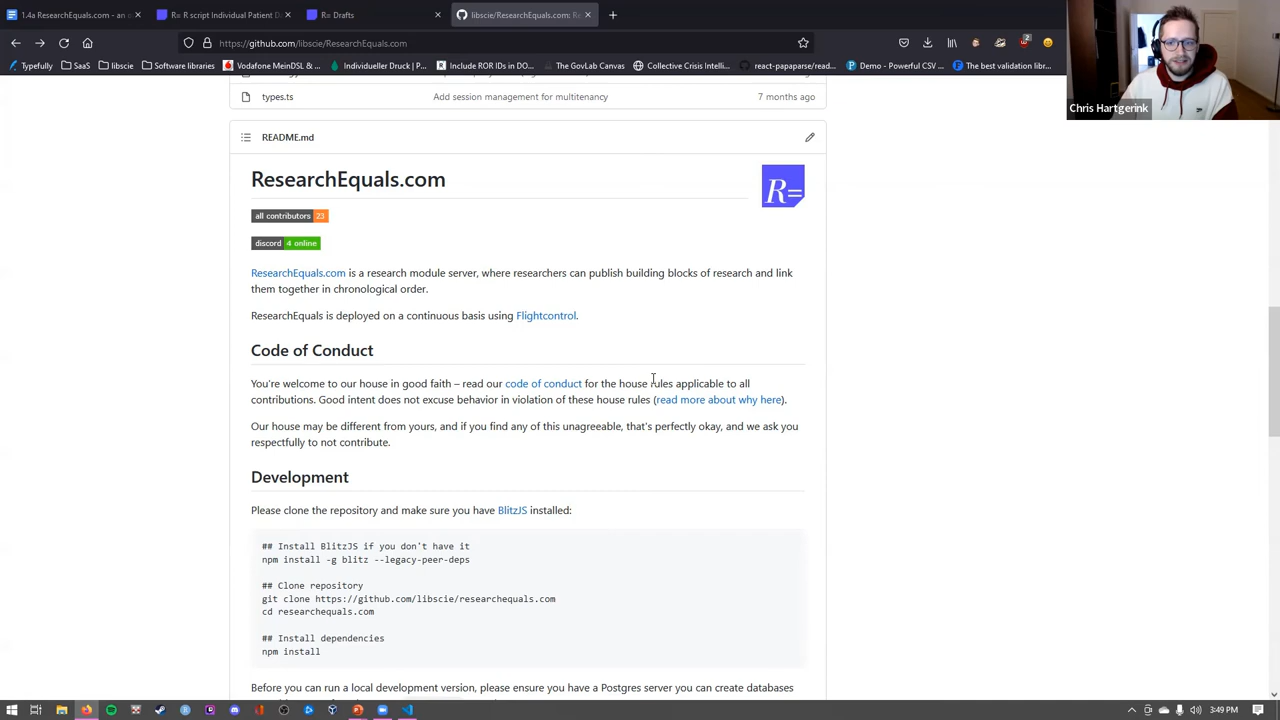 1.4a ResearchEquals.com - an o
R= R script Individual Patient Da
R= Drafts
libscie/ResearchEquals.com: Re
https://github.com/libscie/ResearchEquals.com
2
Typefully
SaaS
libscie
Software libraries
Vodafone MeinDSL &...
Individueller Druck | P...
Include ROR IDs in DO...
The GovLab Canvas
Collective Crisis Intelli...
react-papaparse/read...
Demo - Powerful CSV ...
The best validation libr...
Chris Hartgerink
types.ts
Add session management for multitenancy
7 months ago
README.md
ResearchEquals.com
R=
all contributors 23
discord 4 online
ResearchEquals.com is a research module server, where researchers can publish building blocks of research and link
them together in chronological order.
ResearchEquals is deployed on a continuous basis using Flightcontrol.
Code of Conduct
You're welcome to our house in good faith – read our code of conduct for the house rules applicable to all
contributions. Good intent does not excuse behavior in violation of these house rules (read more about why here).
Our house may be different from yours, and if you find any of this unagreeable, that's perfectly okay, and we ask you
respectfully to not contribute.
Development
Please clone the repository and make sure you have BlitzJS installed:
## Install BlitzJS if you don't have it
npm install -g blitz --legacy-peer-deps
## Clone repository
git clone https://github.com/libscie/researchequals.com
cd researchequals.com
## Install dependencies
npm install
Before you can run a local development version, please ensure you have a Postgres server you can create databases
3:49 PM